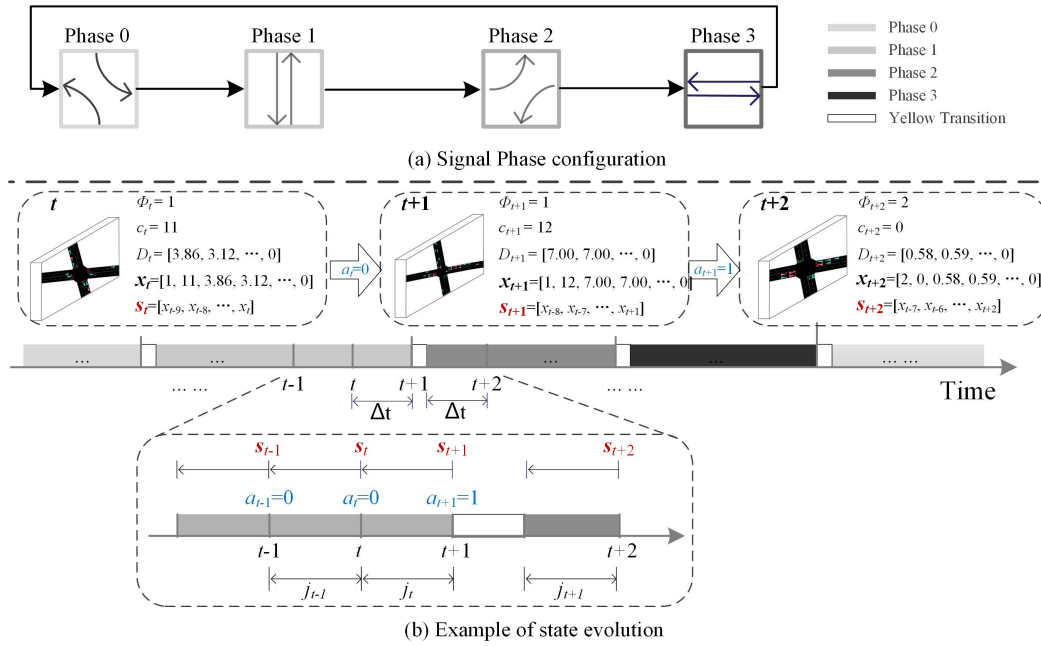 Phase 0
Phase 1
Phase 2
Phase 3
Phase 0
Phase 1
Phase 2
Phase 3
Yellow Transition
(a) Signal Phase configuration
t
Φt = 1
ct = 11
Dt = [3.86, 3.12, ···, 0]
xt=[1, 11, 3.86, 3.12, ···, 0]
st=[xt-9, xt-8, ···, xt]
at=0
t+1
Φt+1 = 1
ct+1 = 12
Dt+1 = [7.00, 7.00, ···, 0]
xt+1=[1, 12, 7.00, 7.00, ···, 0]
st+1=[xt-8, xt-7, ···, xt+1]
at+1=1
t+2
Φt+2 = 2
ct+2 = 0
Dt+2 = [0.58, 0.59, ···, 0]
xt+2=[2, 0, 0.58, 0.59, ···, 0]
st+2=[xt-7, xt-6, ···, xt+2]
... ... ... ... ... ...
... ... t-1 t t+1 t+2 ... ...
Time
Δt Δt
st-1 st st+1 st+2
at-1=0 at=0 at+1=1
t-1 t t+1 t+2
jt-1 jt jt+1
(b) Example of state evolution